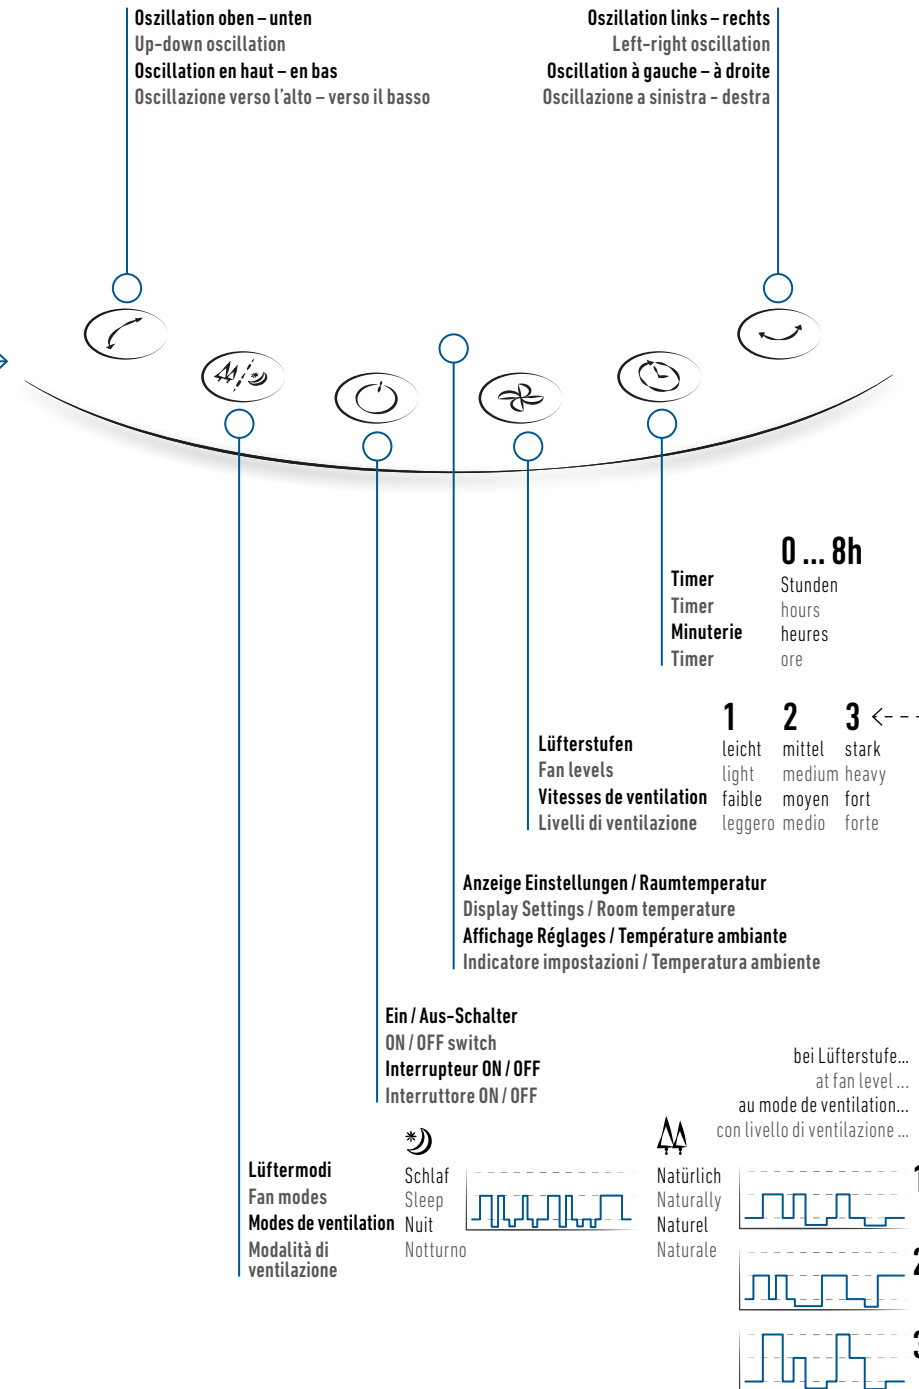 Oszillation oben – unten
Up-down oscillation
Oscillation en haut – en bas
Oscillazione verso l'alto – verso il basso
Oszillation links – rechts
Left-right oscillation
Oscillation à gauche – à droite
Oscillazione a sinistra - destra
0 ... 8h
Timer Stunden
Timer hours
Minuterie heures
Timer ore
1 2 3
Lüfterstufen leicht mittel stark
Fan levels light medium heavy
Vitesses de ventilation faible moyen fort
Livelli di ventilazione leggero medio forte
Anzeige Einstellungen / Raumtemperatur
Display Settings / Room temperature
Affichage Réglages / Température ambiante
Indicatore impostazioni / Temperatura ambiente
Ein / Aus-Schalter
ON / OFF switch
Interrupteur ON / OFF
Interruttore ON / OFF
bei Lüfterstufe...
at fan level ...
au mode de ventilation...
con livello di ventilazione ...
Lüftermodi
Fan modes
Modes de ventilation
Modalità di
ventilazione
Schlaf
Sleep
Nuit
Notturno
Natürlich
Naturally
Naturel
Naturale
1
2
3